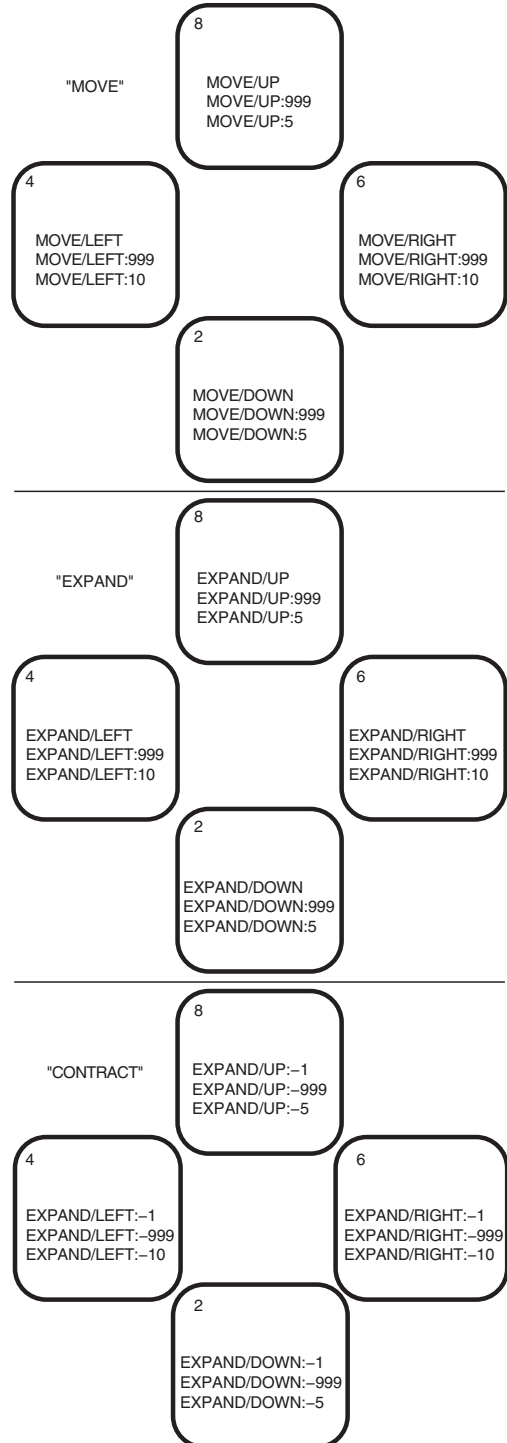 8
"MOVE"
MOVE/UP
MOVE/UP:999
MOVE/UP:5
4
MOVE/LEFT
MOVE/LEFT:999
MOVE/LEFT:10
6
MOVE/RIGHT
MOVE/RIGHT:999
MOVE/RIGHT:10
2
MOVE/DOWN
MOVE/DOWN:999
MOVE/DOWN:5
8
"EXPAND"
EXPAND/UP
EXPAND/UP:999
EXPAND/UP:5
4
EXPAND/LEFT
EXPAND/LEFT:999
EXPAND/LEFT:10
6
EXPAND/RIGHT
EXPAND/RIGHT:999
EXPAND/RIGHT:10
2
EXPAND/DOWN
EXPAND/DOWN:999
EXPAND/DOWN:5
8
"CONTRACT"
EXPAND/UP:–1
EXPAND/UP:–999
EXPAND/UP:–5
4
EXPAND/LEFT:–1
EXPAND/LEFT:–999
EXPAND/LEFT:–10
6
EXPAND/RIGHT:–1
EXPAND/RIGHT:–999
EXPAND/RIGHT:–10
2
EXPAND/DOWN:–1
EXPAND/DOWN:–999
EXPAND/DOWN:–5